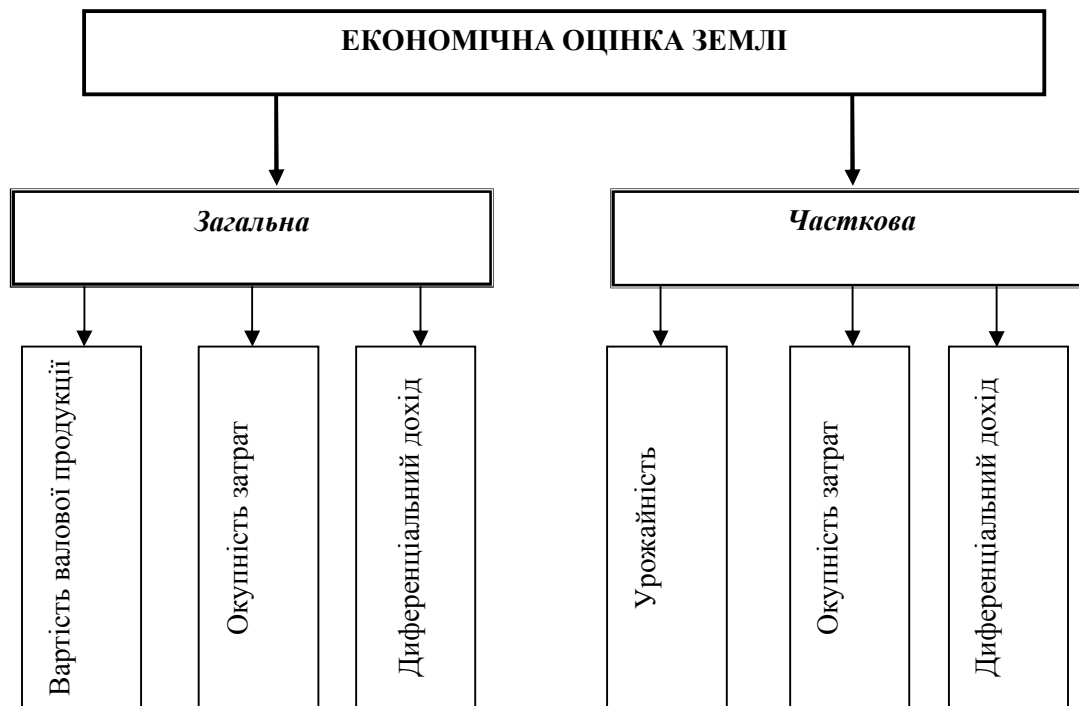 ЕКОНОМІЧНА ОЦІНКА ЗЕМЛІ
Загальна
Часткова
Вартість валової продукції
Окупність затрат
Диференціальний дохід
Урожайність
Окупність затрат
Диференціальний дохід